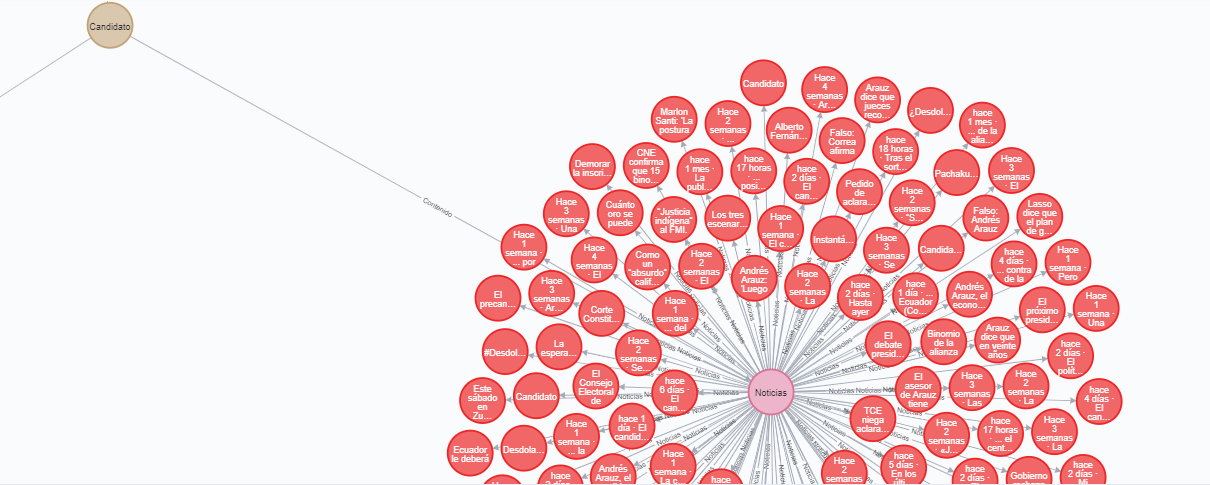 Candidato
Contenido
Candidato
Hace
4
semanas
· Ar...
Arauz
dice que
jueces
reco...
¿Desdol...
hace
1 mes ·
... de la
alia...
Marlon
Santi: "La
postura
Hace
2
semanas
· ...
Alberto
Fernán...
Falso:
Correa
afirma
hace
18 horas
· Tras el
sort...
Demorar
la inscri...
CNE
confirma
que 15
bino...
hace
1 mes ·
La
publ...
hace
17 horas
· ...
posi...
hace
2 días ·
El
can...
Pedido
de
aclara...
Pachaku...
Hace
3
semanas
· El
Hace
3
semanas
· Una
Cuánto
oro se
puede
"Justicia
indígena"
al FMI.
Los tres
escenar...
Hace
1
semana
· El c...
Instantá...
Hace
2
semanas
· "S...
Falso:
Andrés
Arauz
Lasso
dice que
el plan
de g...
Hace
1
semana
· ... por
Hace
4
semanas
· El
Como
un
"absurdo"
calif...
Hace
2
semanas
· El
Andrés
Arauz:
"Luego
Hace
2
semanas
· La
Hace
3
semanas
· Se
Candida...
hace
4 días ·
... contra
de la
Hace
1
semana ·
Pero
El
precan...
Hace
3
semanas
· Ar...
Corte
Constit...
Hace
1
semana ·
... del
hace
2 días ·
Hasta
ayer
hace
1 día · ...
Ecuador
(Co...
Andrés
Arauz, el
econo...
El
próximo
presid...
Hace
1
semana ·
Una
#Desdol...
La
espera...
Hace
2
semanas
· Se...
El
debate
presid...
Binomio
de la
alianza
Arauz
dice que
en veinte
años
hace
2 días ·
El
polít...
Este
sábado
en
Zu...
Candidato
El
Consejo
Electoral
de
hace
6 días ·
El
can...
Noticias
El
asesor
de Arauz
tiene
Hace
3
semanas
· Las
Hace
2
semanas
· La
hace
4 días ·
El
can...
Ecuador
le deberá
Desdola...
Hace
1
semana ·
... la
hace 1
día · El
candid...
TCE
niega
aclara...
Hace
2
semanas
· «J...
hace
17 horas
· ... el
cent...
Hace
3
semanas
· La
hace
2 días
Andrés
Arauz, el
Hace
1
semana ·
La c...
hace
Hace
2
semanas
hace
5 días ·
En los
últi...
hace
2 días ·
Gobierno
hace
2 días ·
Mi
Noticias
Noticias
Noticias
Noticias